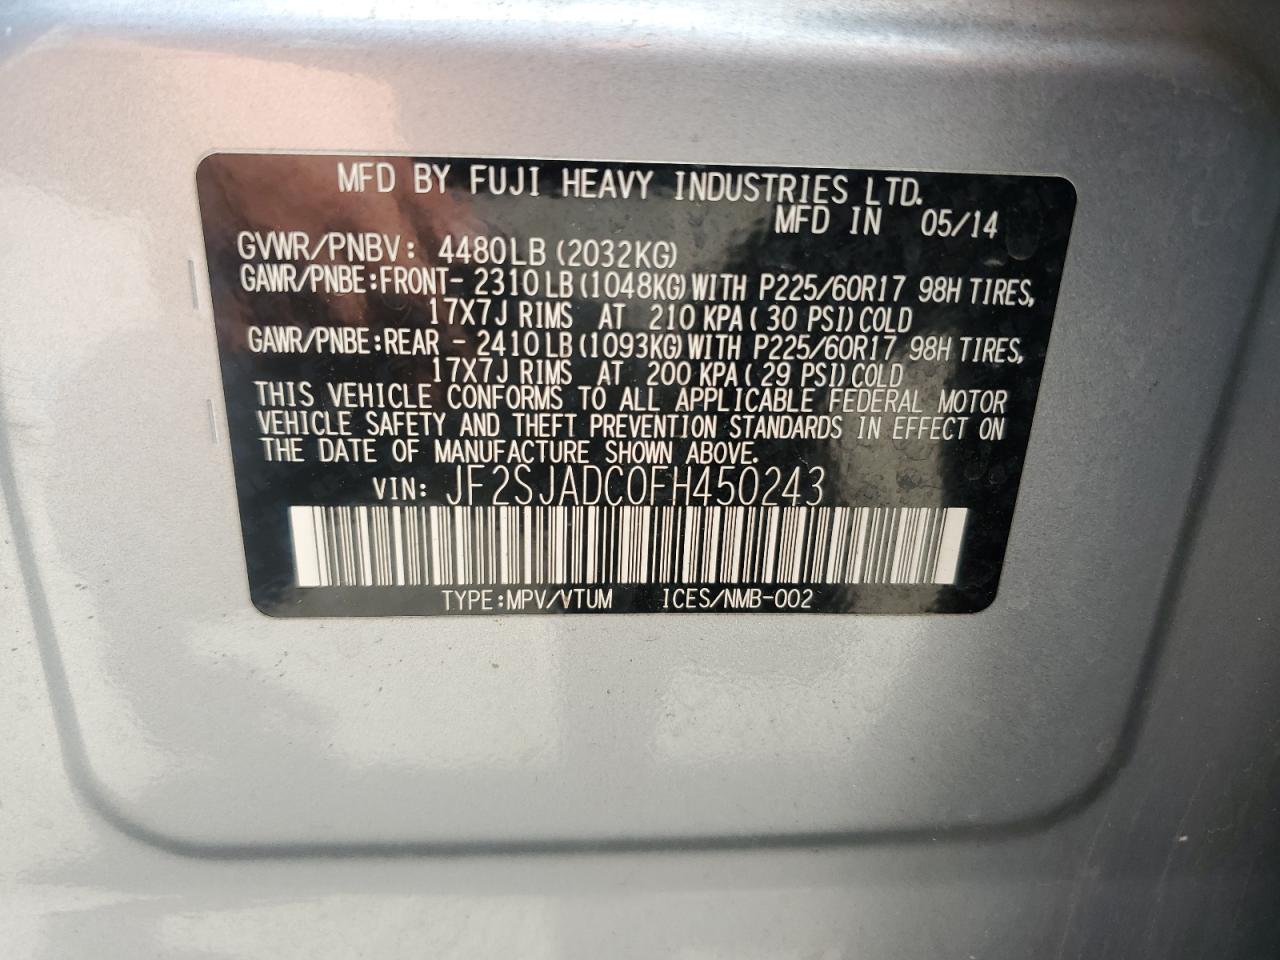 MFD BY FUJI HEAVY INDUSTRIES LTD.
MFD IN 05/14
GVWR/PNBV: 4480LB (2032KG)
GAWR/PNBE:FRONT- 2310LB (1048KG) WITH P225/60R17 98H TIRES,
17X7J RIMS AT 210 KPA( 30 PSI) COLD
GAWR/PNBE:REAR - 2410LB (1093KG) WITH P225/60R17 98H TIRES,
17X7J RIMS AT 200 KPA( 29 PSI) COLD
THIS VEHICLE CONFORMS TO ALL APPLICABLE FEDERAL MOTOR
VEHICLE SAFETY AND THEFT PREVENTION STANDARDS IN EFFECT ON
THE DATE OF MANUFACTURE SHOWN ABOVE.
VIN: JF2SJADC0FH450243
TYPE:MPV/VTUM ICES/NMB-002